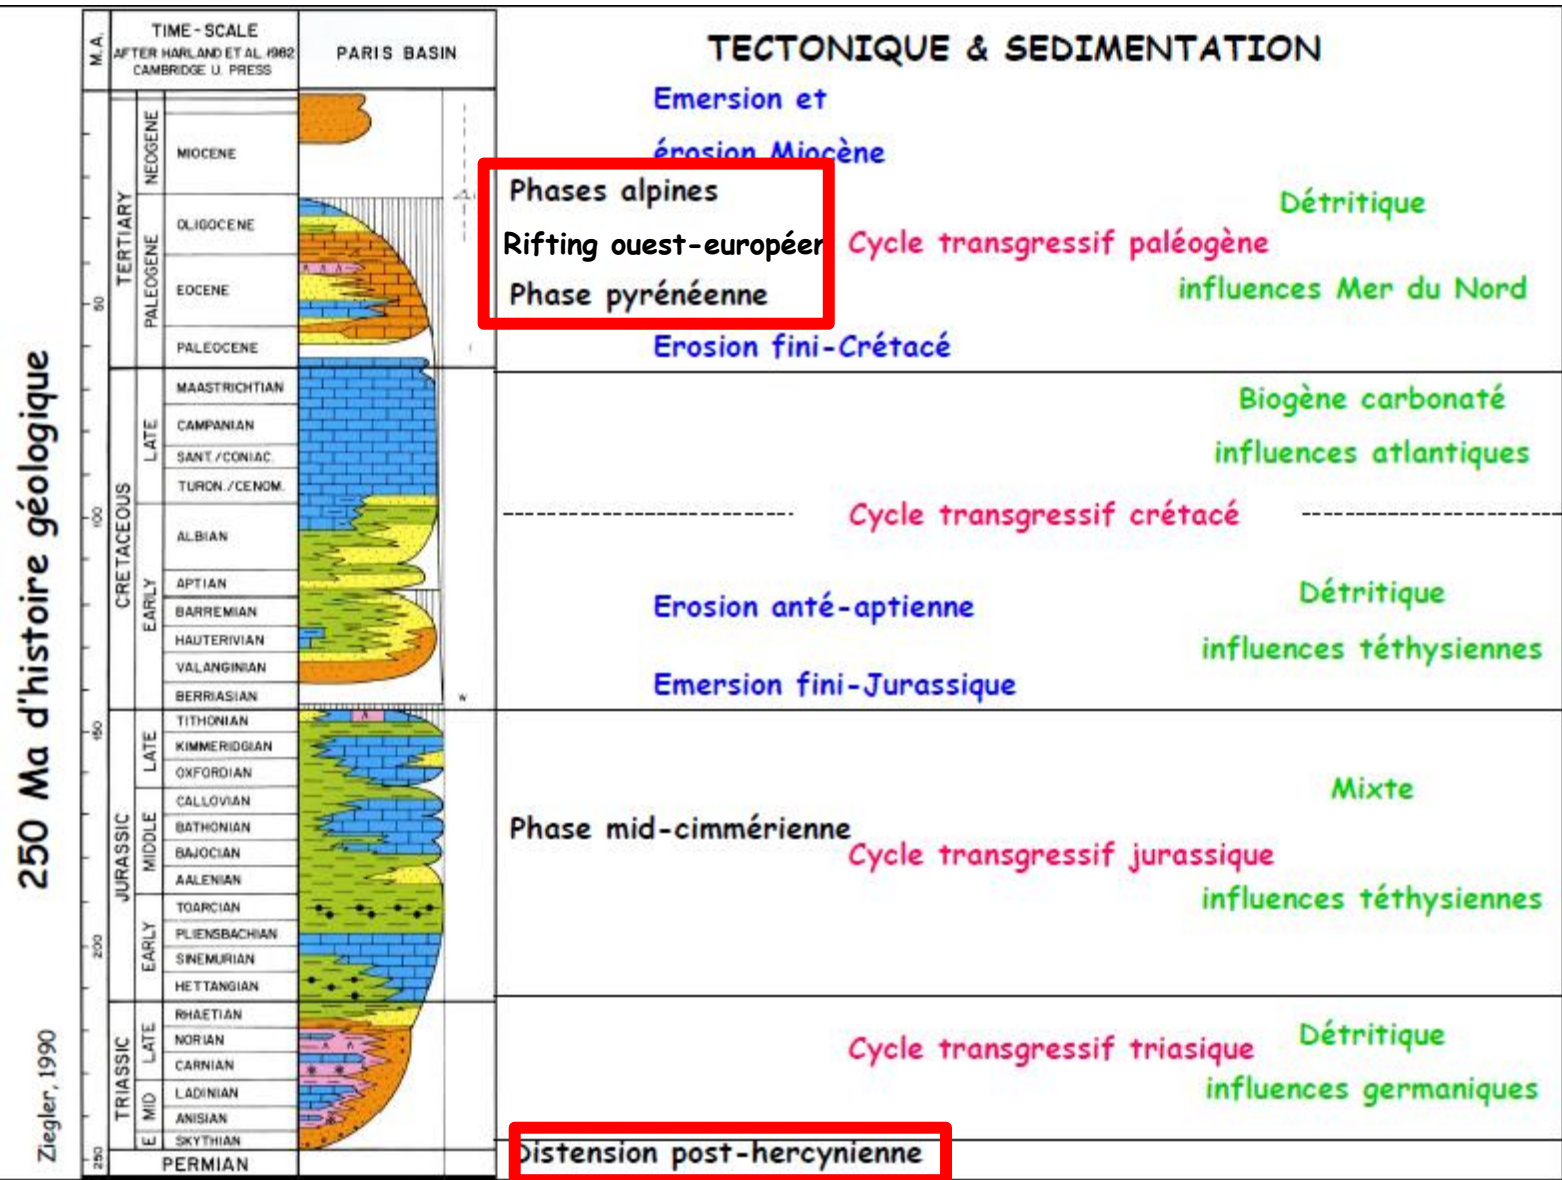 M.A.
TIME-SCALE
AFTER HARLAND ET AL. 1982
CAMBRIDGE U. PRESS
PARIS BASIN
TECTONIQUE & SEDIMENTATION
Emersion et
érosion Miocène
Phases alpines
Rifting ouest-européen
Phase pyrénéenne
Cycle transgressif paléogène
Détritique
influences Mer du Nord
Erosion fini-Crétacé
Biogène carbonaté
influences atlantiques
Cycle transgressif crétacé
Erosion anté-aptienne
Détritique
influences téthysiennes
Emersion fini-Jurassique
Mixte
Phase mid-cimmérienne
Cycle transgressif jurassique
influences téthysiennes
Cycle transgressif triasique
Détritique
influences germaniques
Distension post-hercynienne
TERTIARY
NEOGENE
MIOCENE
PALEOGENE
OLIGOCENE
EOCENE
PALEOCENE
CRETACEOUS
LATE
MAASTRICHTIAN
CAMPANIAN
SANT./CONIAC.
TURON./CENOM.
EARLY
ALBIAN
APTIAN
BARREMIAN
HAUTERIVIAN
VALANGINIAN
BERRIASIAN
JURASSIC
LATE
TITHONIAN
KIMMERIDGIAN
OXFORDIAN
MIDDLE
CALLOVIAN
BATHONIAN
BAJOCIAN
AALENIAN
EARLY
TOARCIAN
PLIENSBACHIAN
SINEMURIAN
HETTANGIAN
TRIASSIC
LATE
RHAETIAN
NORIAN
CARNIAN
MID
LADINIAN
ANISIAN
E
SKYTHIAN
PERMIAN
50
100
150
200
250
W
250 Ma d'histoire géologique
Ziegler, 1990